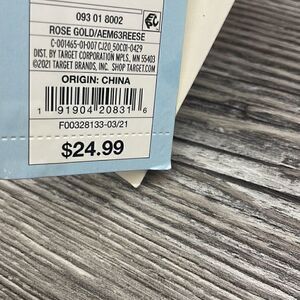 093 01 8002
ROSE GOLD/AEM63REESE
C-001465-01-007 CJ20 50C01-0429
DIST. BY TARGET CORPORATION MPLS, MN 55403
©2021 TARGET BRANDS, INC. SHOP TARGET.COM
ORIGIN: CHINA
1 91904 20831 6
F00328133-03/21
$24.99